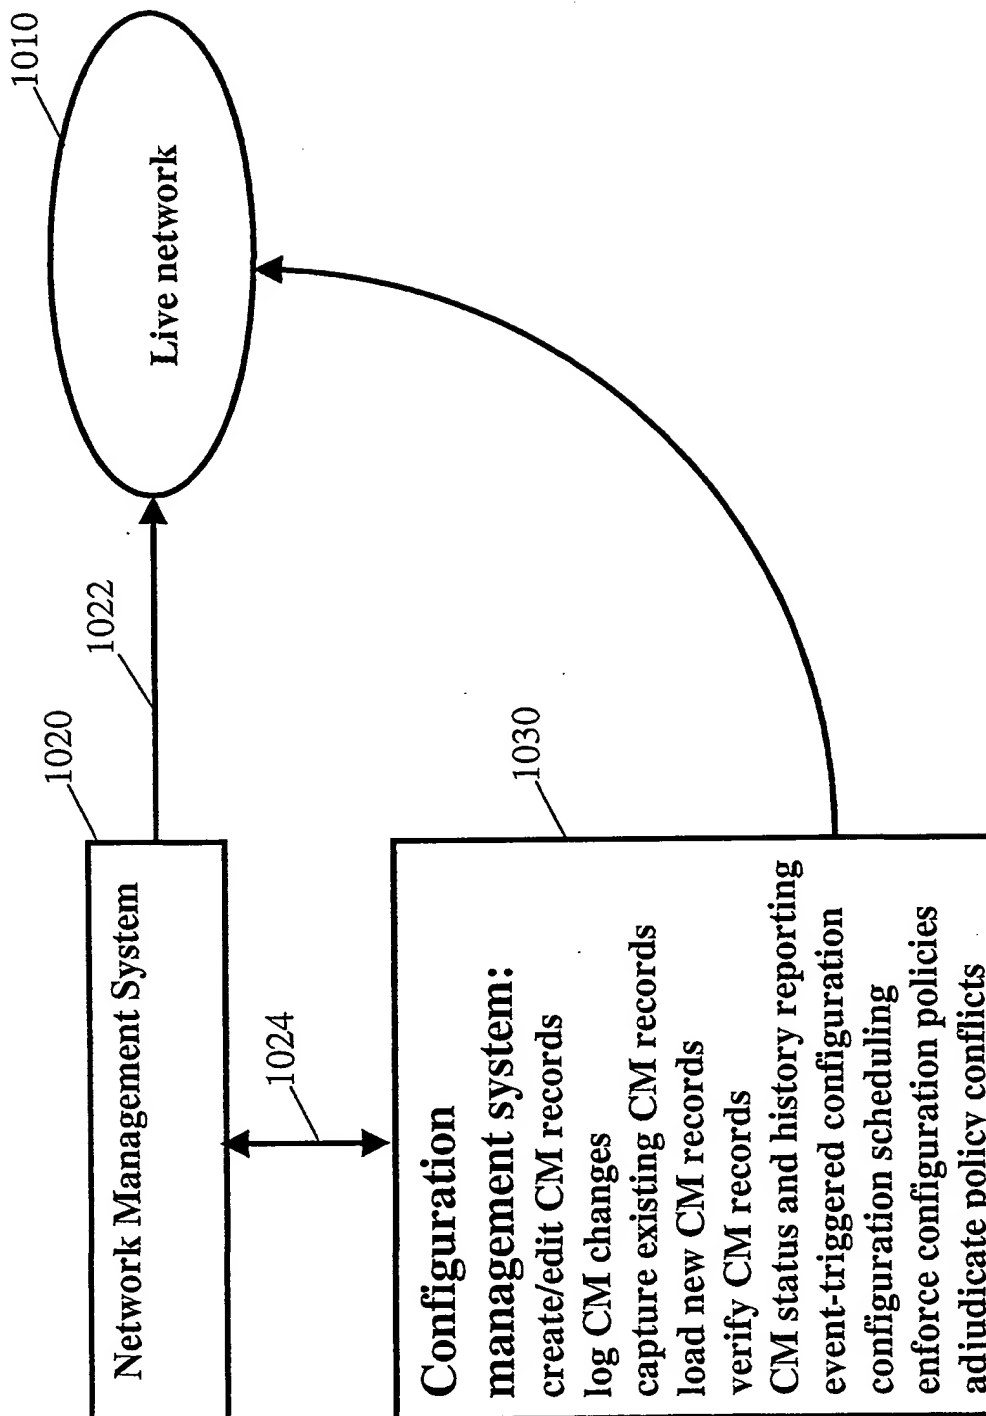 Network Management System
1020
1022
1010
Live network
1024
1030
Configuration
management system:
create/edit CM records
log CM changes
capture existing CM records
load new CM records
verify CM records
CM status and history reporting
event-triggered configuration
configuration scheduling
enforce configuration policies
adjudicate policy conflicts